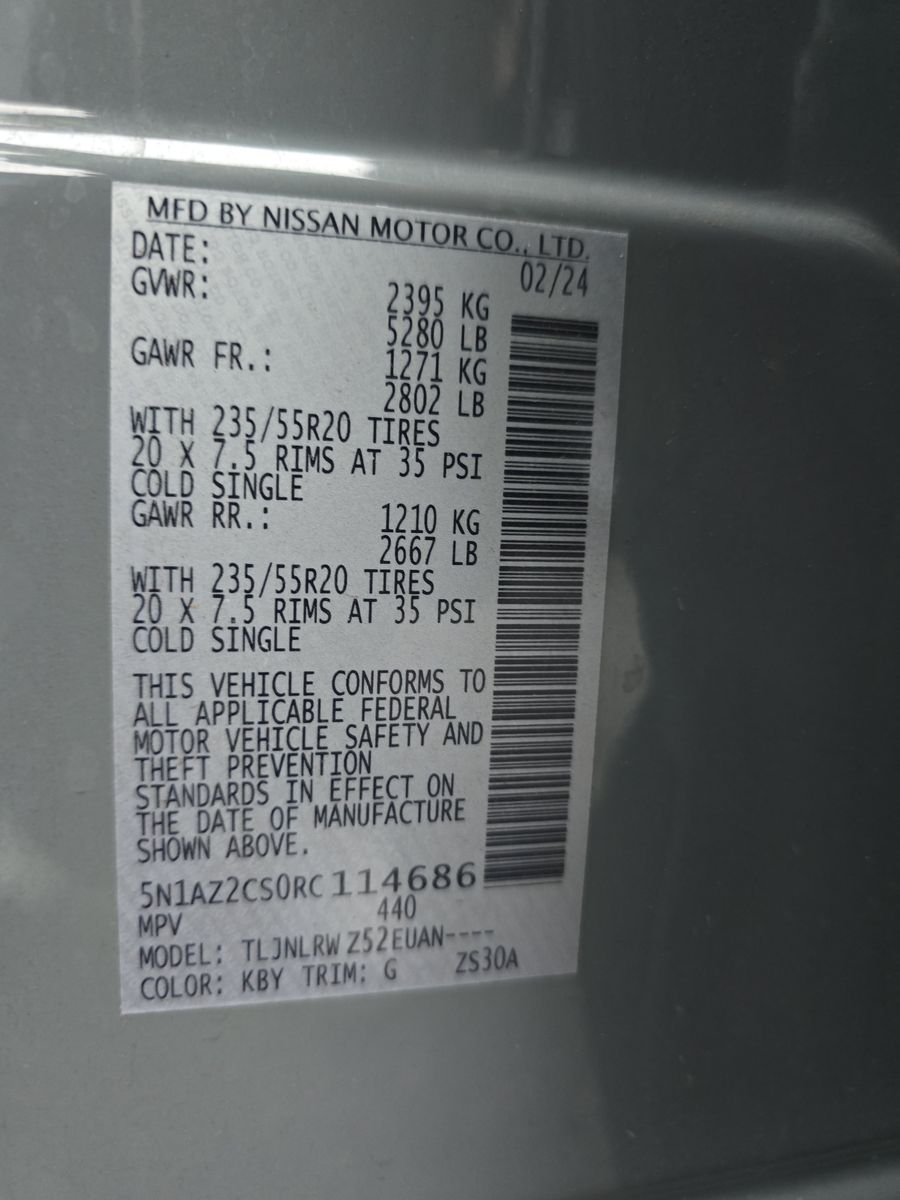 MFD BY NISSAN MOTOR CO., LTD.
DATE: 02/24
GVWR: 2395 KG
5280 LB
GAWR FR.: 1271 KG
2802 LB
WITH 235/55R20 TIRES
20 X 7.5 RIMS AT 35 PSI
COLD SINGLE
GAWR RR.: 1210 KG
2667 LB
WITH 235/55R20 TIRES
20 X 7.5 RIMS AT 35 PSI
COLD SINGLE
THIS VEHICLE CONFORMS TO
ALL APPLICABLE FEDERAL
MOTOR VEHICLE SAFETY AND
THEFT PREVENTION
STANDARDS IN EFFECT ON
THE DATE OF MANUFACTURE
SHOWN ABOVE.
5N1AZ2CS0RC114686
MPV 440
MODEL: TLJNLRW Z52EUAN----
COLOR: KBY TRIM: G ZS30A